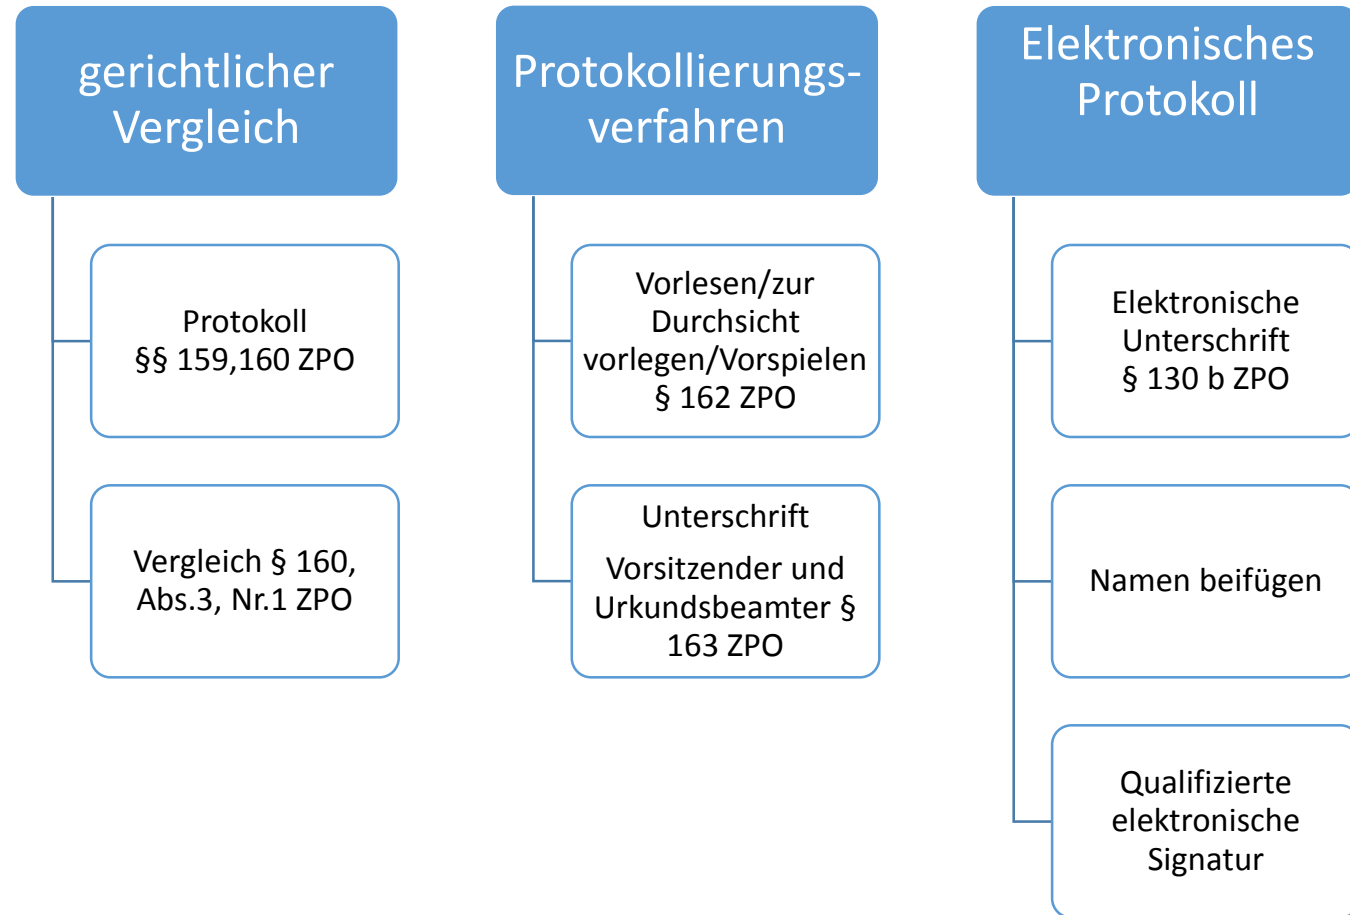 gerichtlicher
Vergleich
Protokoll
§§ 159,160 ZPO
Vergleich § 160,
Abs.3, Nr.1 ZPO
Protokollierungs-
verfahren
Vorlesen/zur
Durchsicht
vorlegen/Vorspielen
§ 162 ZPO
Unterschrift
Vorsitzender und
Urkundsbeamter §
163 ZPO
Elektronisches
Protokoll
Elektronische
Unterschrift
§ 130 b ZPO
Namen beifügen
Qualifizierte
elektronische
Signatur